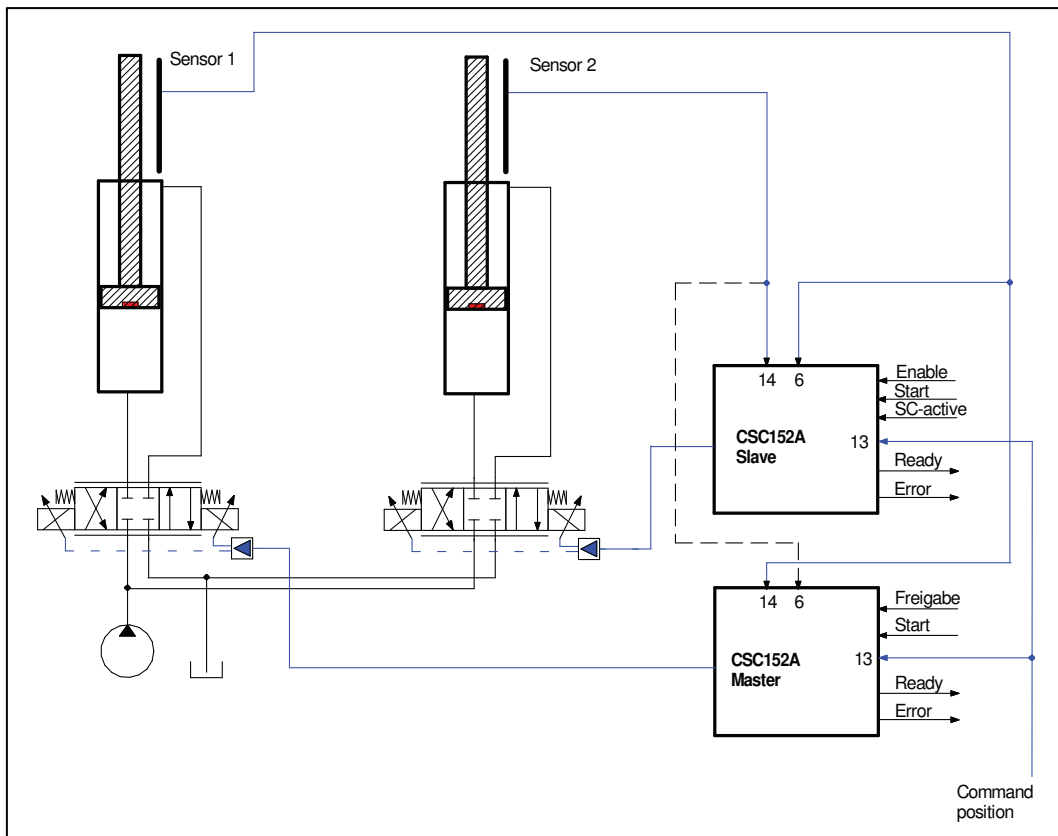 Sensor 1
Sensor 2
14 6
Enable
Start
SC-active
CSC152A
Slave
13
Ready
Error
14 6
Freigabe
Start
CSC152A
Master
13
Ready
Error
Command
position